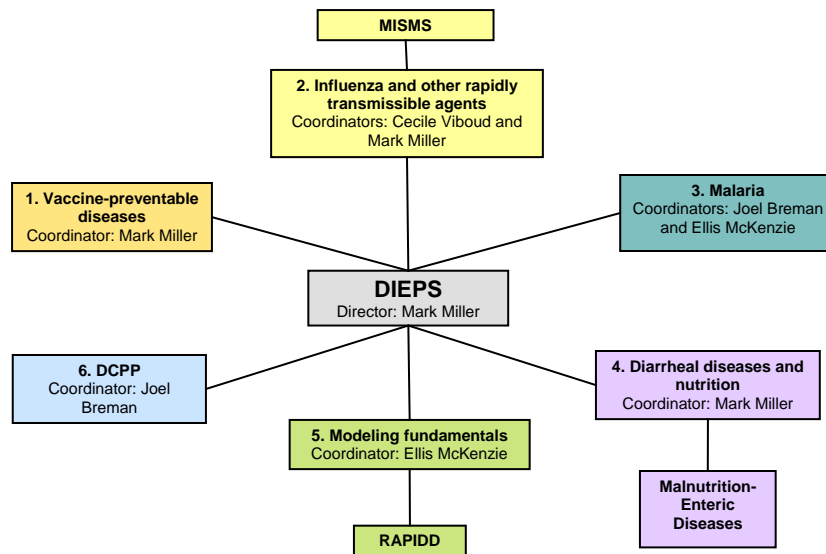 MISMS
2. Influenza and other rapidly
transmissible agents
Coordinators: Cecile Viboud and
Mark Miller
1. Vaccine-preventable
diseases
Coordinator: Mark Miller
3. Malaria
Coordinators: Joel Breman
and Ellis McKenzie
DIEPS
Director: Mark Miller
6. DCPP
Coordinator: Joel
Breman
4. Diarrheal diseases and
nutrition
Coordinator: Mark Miller
5. Modeling fundamentals
Coordinator: Ellis McKenzie
Malnutrition-
Enteric
Diseases
RAPIDD